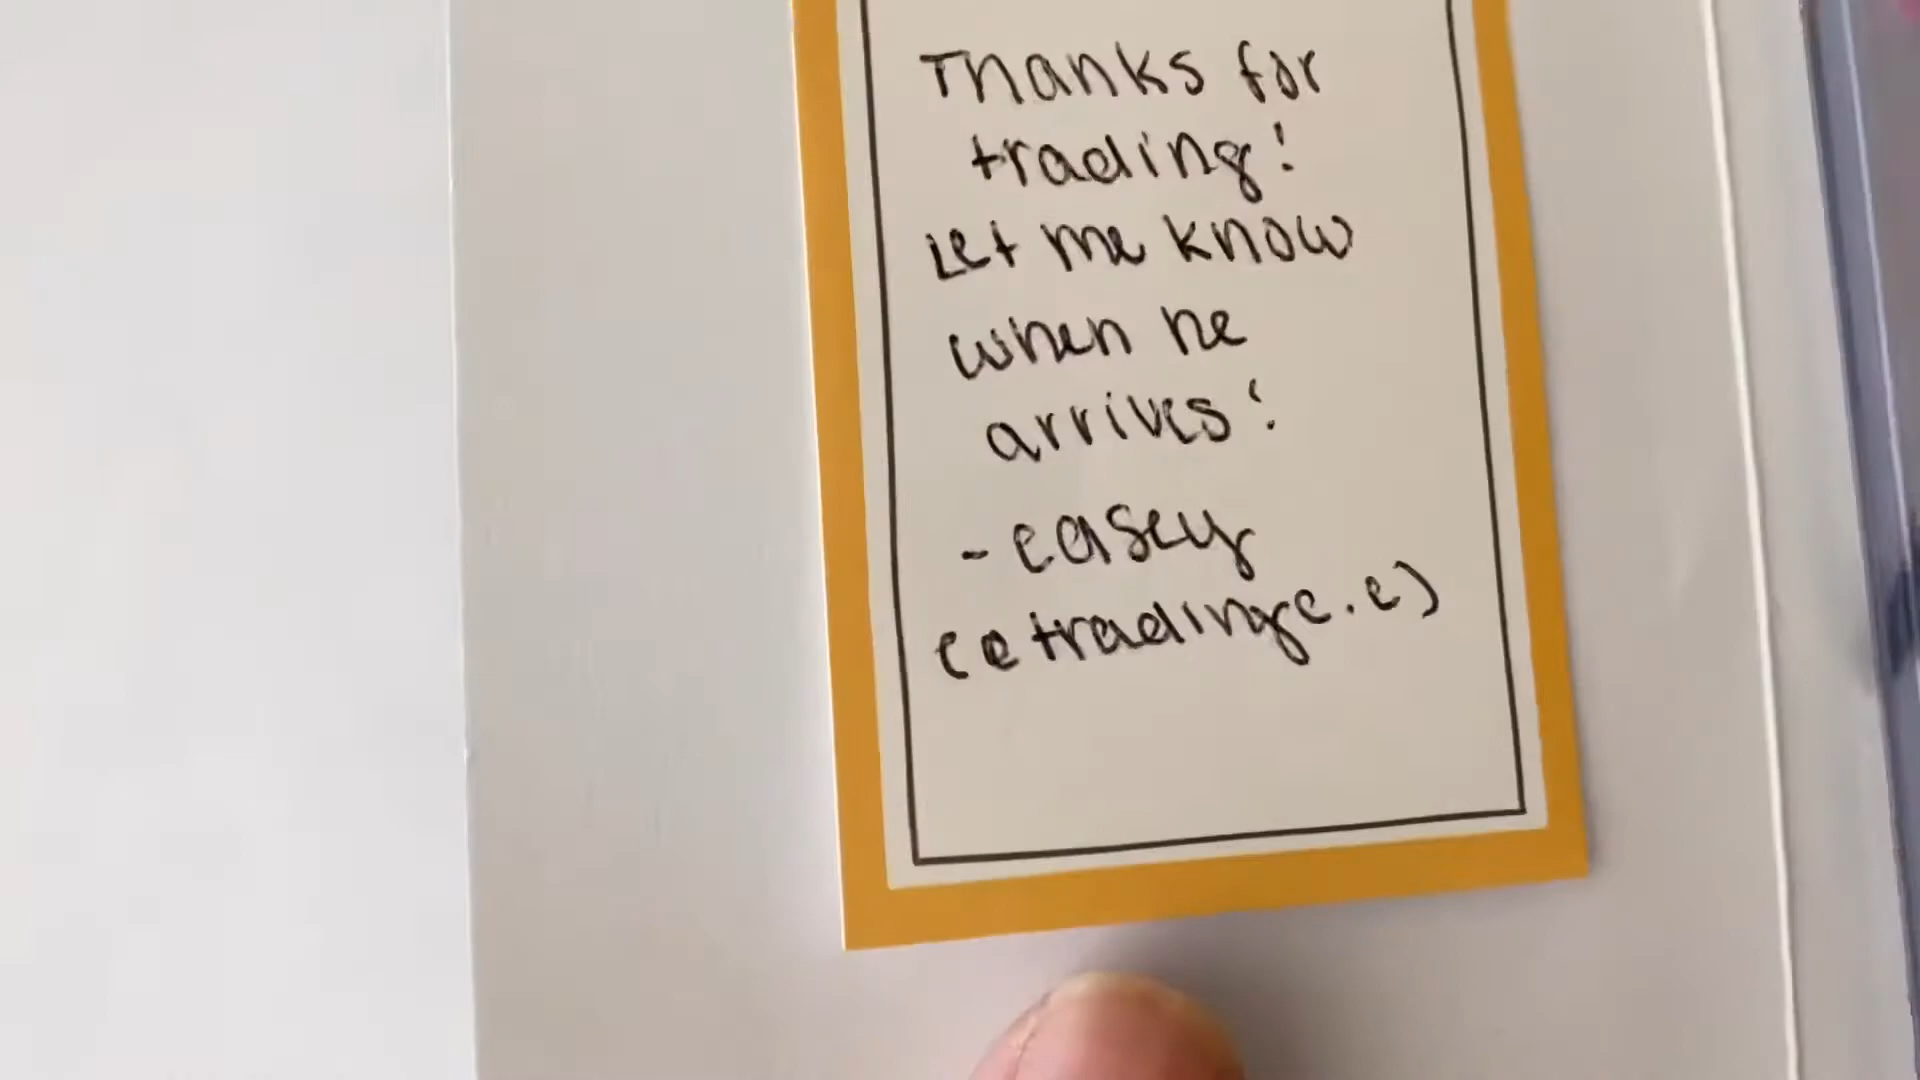 Thanks for
trading!
Let me know
when he
arrives!
- casey
(@tradingc.c)